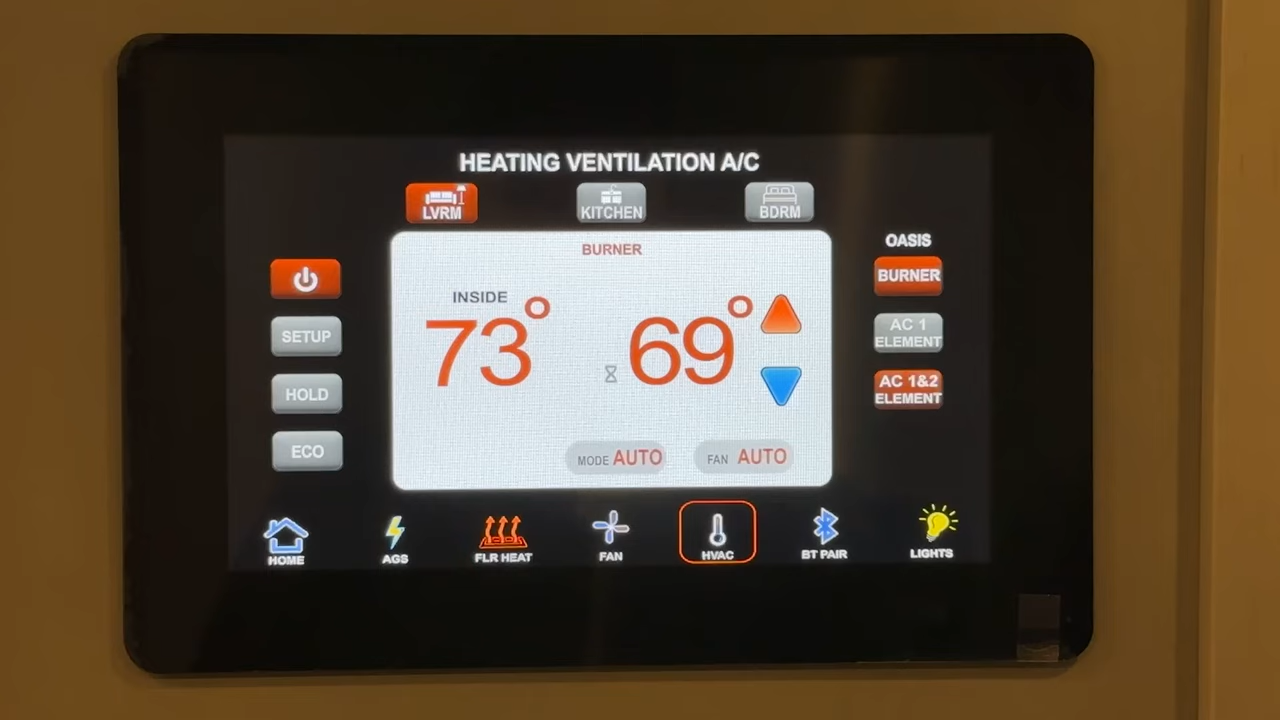 HEATING VENTILATION A/C
LVRM
KITCHEN
BDRM
BURNER
INSIDE
73°
69°
MODE AUTO
FAN AUTO
SETUP
HOLD
ECO
OASIS
BURNER
AC 1
ELEMENT
AC 1&2
ELEMENT
HOME
AGS
FLR HEAT
FAN
HVAC
BT PAIR
LIGHTS